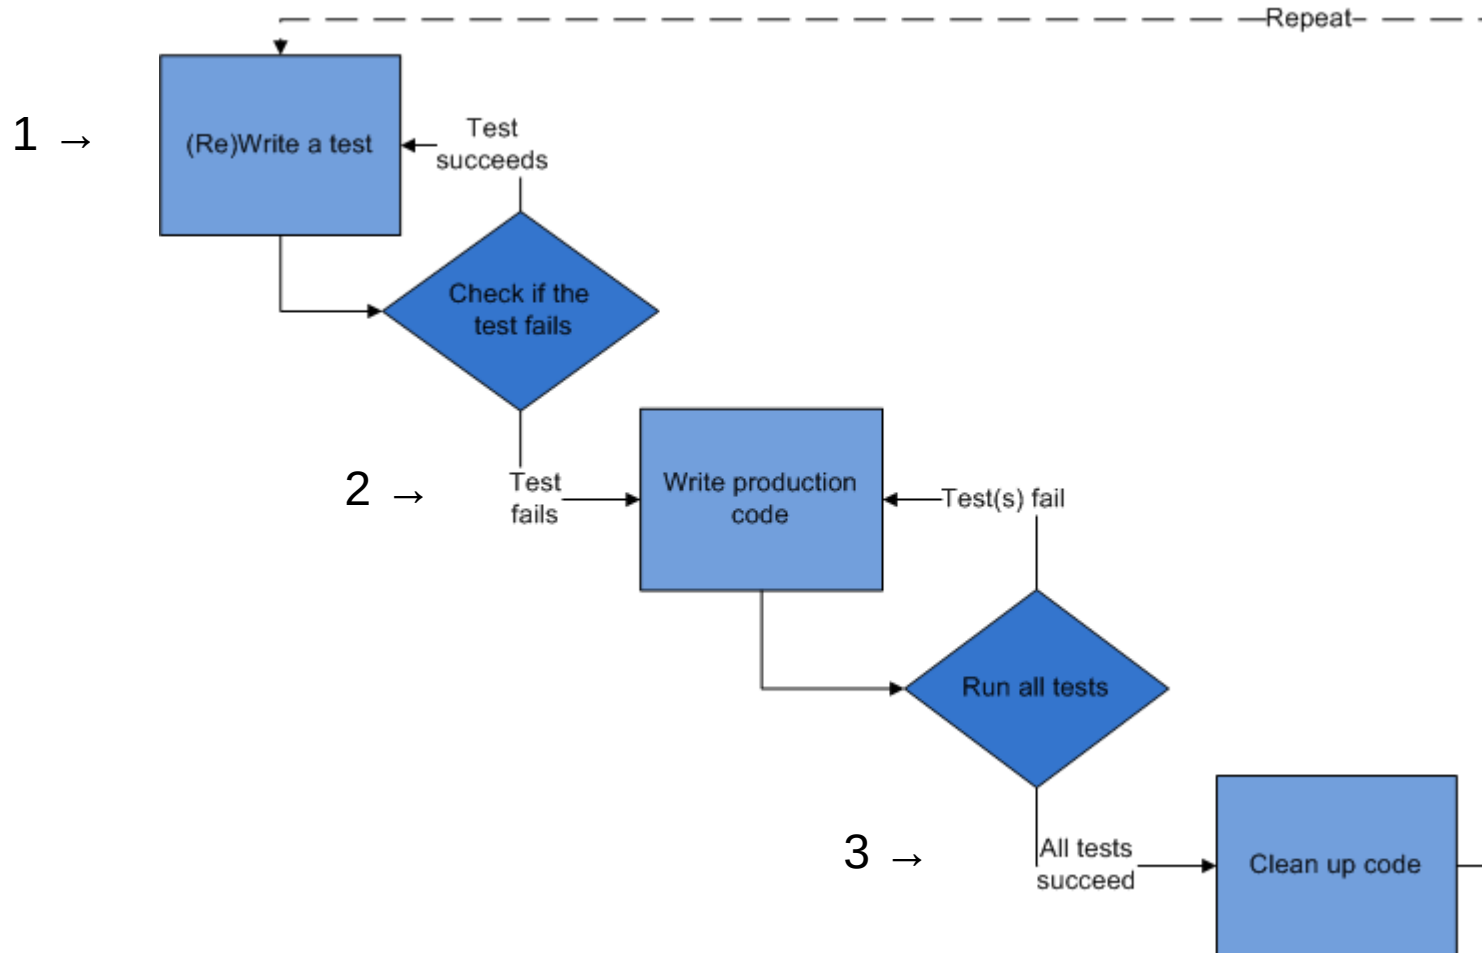 Repeat
1 →
(Re)Write a test
Test
succeeds
Check if the
test fails
2 →
Test
fails
Write production
code
Test(s) fail
Run all tests
3 →
All tests
succeed
Clean up code